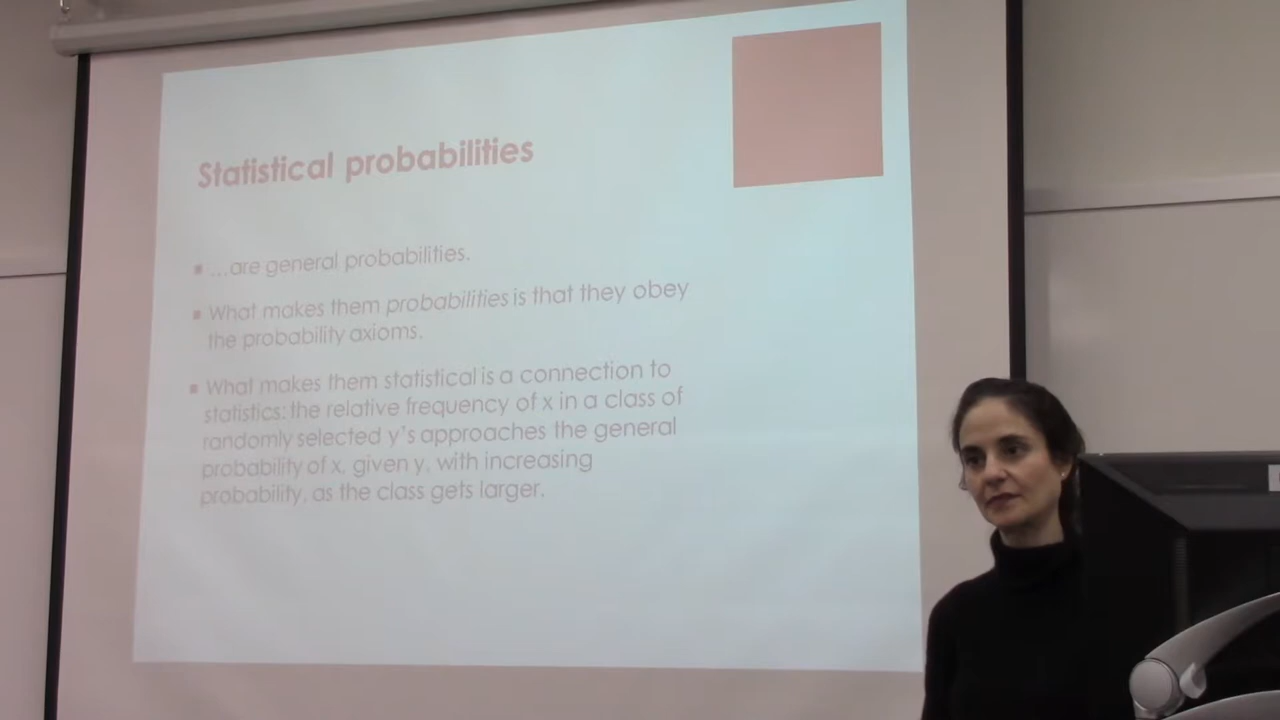 Statistical probabilities
…are general probabilities.
What makes them probabilities is that they obey
the probability axioms.
What makes them statistical is a connection to
statistics: the relative frequency of x in a class of
randomly selected y's approaches the general
probability of x, given y, with increasing
probability, as the class gets larger.